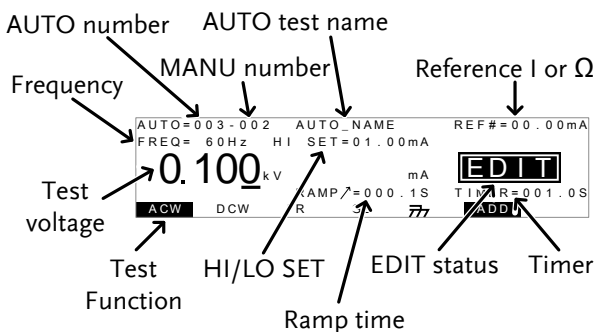 AUTO number
AUTO test name
MANU number
Reference I or Ω
Frequency
AUTO=003-002 AUTO_NAME REF#=00.00mA
FREQ= 60Hz HI SET=01.00mA
0.100 kV mA EDIT
RAMP↗=000.1S TIMER=001.0S
ACW DCW ADD
Test voltage
Test Function
HI/LO SET
EDIT status
Timer
Ramp time